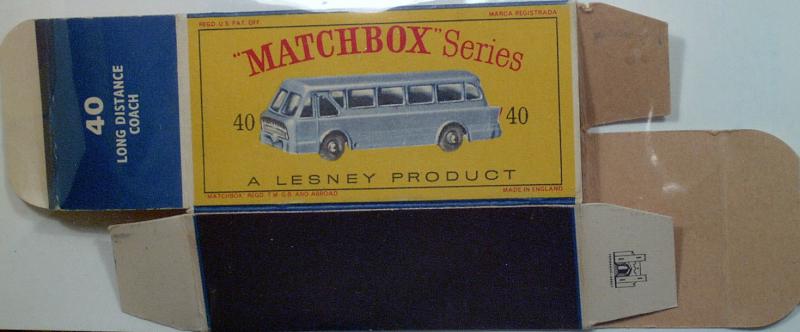 40
LONG DISTANCE
COACH
REGD. U.S. PAT. OFF.
MARCA REGISTRADA
"MATCHBOX" Series
40
40
A LESNEY PRODUCT
"MATCHBOX" REGD. T.M. G.B. AND ABROAD
MADE IN ENGLAND